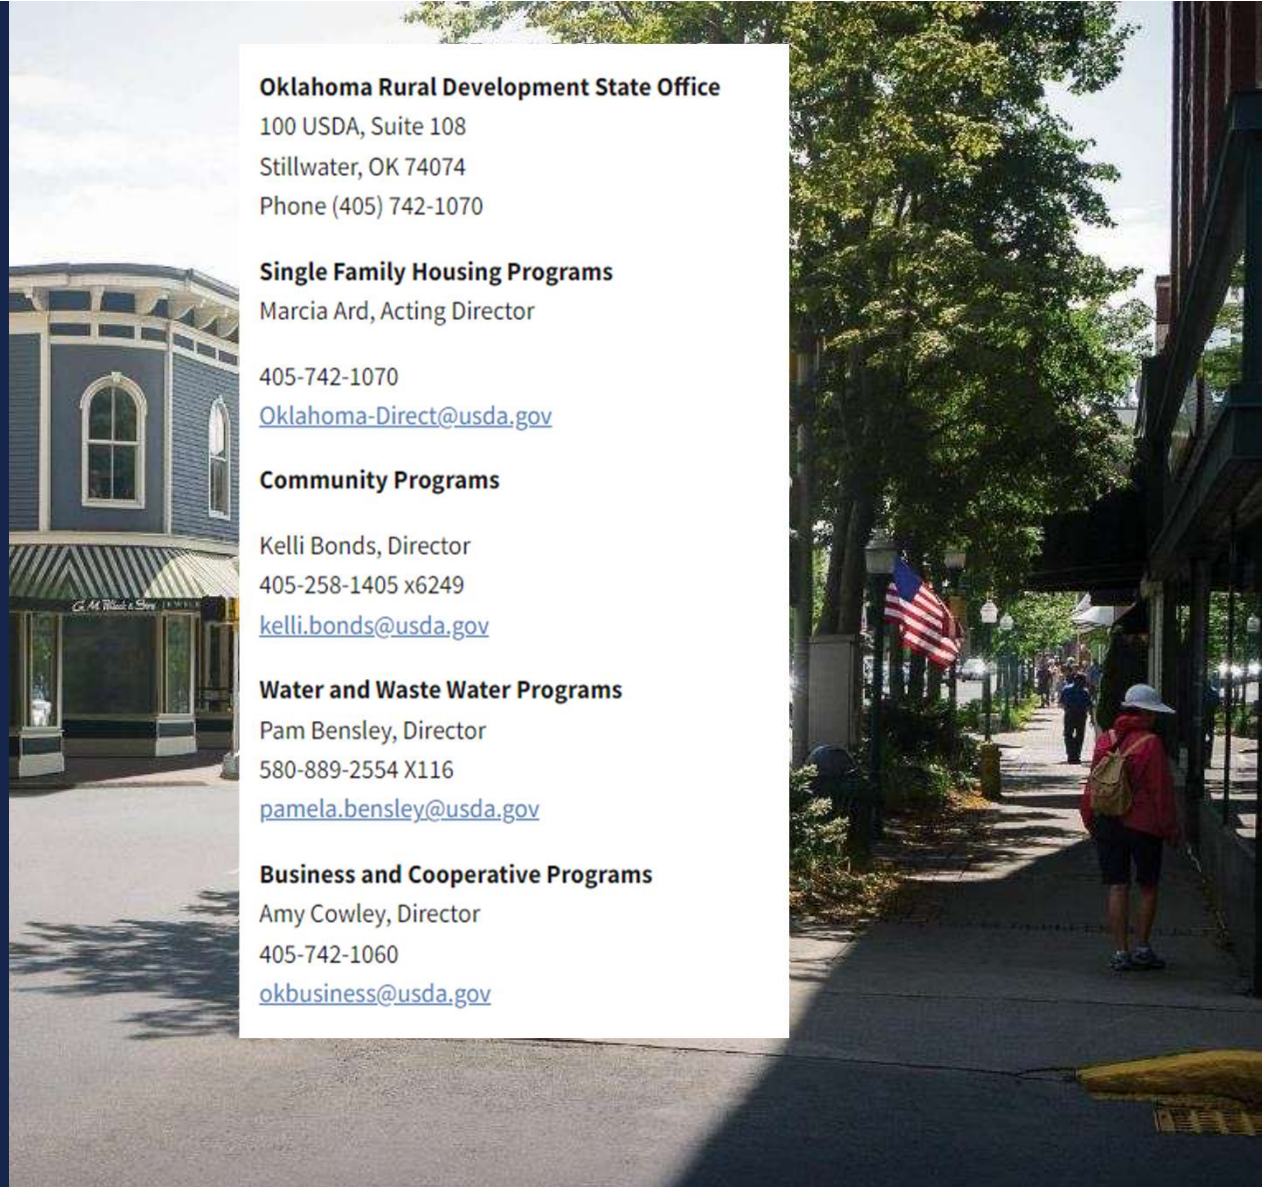 Oklahoma Rural Development State Office
100 USDA, Suite 108
Stillwater, OK 74074
Phone (405) 742-1070
Single Family Housing Programs
Marcia Ard, Acting Director
405-742-1070
Oklahoma-Direct@usda.gov
Community Programs
Kelli Bonds, Director
405-258-1405 x6249
kelli.bonds@usda.gov
Water and Waste Water Programs
Pam Bensley, Director
580-889-2554 X116
pamela.bensley@usda.gov
Business and Cooperative Programs
Amy Cowley, Director
405-742-1060
okbusiness@usda.gov